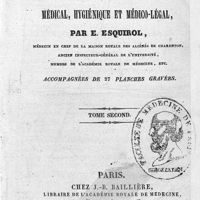 MÉDICAL, HYGIÉNIQUE ET MÉDICO-LÉGAL,
PAR E. ESQUIROL,
MÉDECIN EN CHEF DE LA MAISON ROYALE DES ALIÉNÉS DE CHARENTON,
ANCIEN INSPECTEUR-GÉNÉRAL DE L'UNIVERSITÉ,
MEMBRE DE L'ACADÉMIE ROYALE DE MÉDECINE, ETC.
ACCOMPAGNÉES DE 27 PLANCHES GRAVÉES.
TOME SECOND.
MEDECINE DE
PARIS.
CHEZ J.-B. BAILLIÈRE,
LIBRAIRE DE L'ACADÉMIE ROYALE DE MÉDECINE,